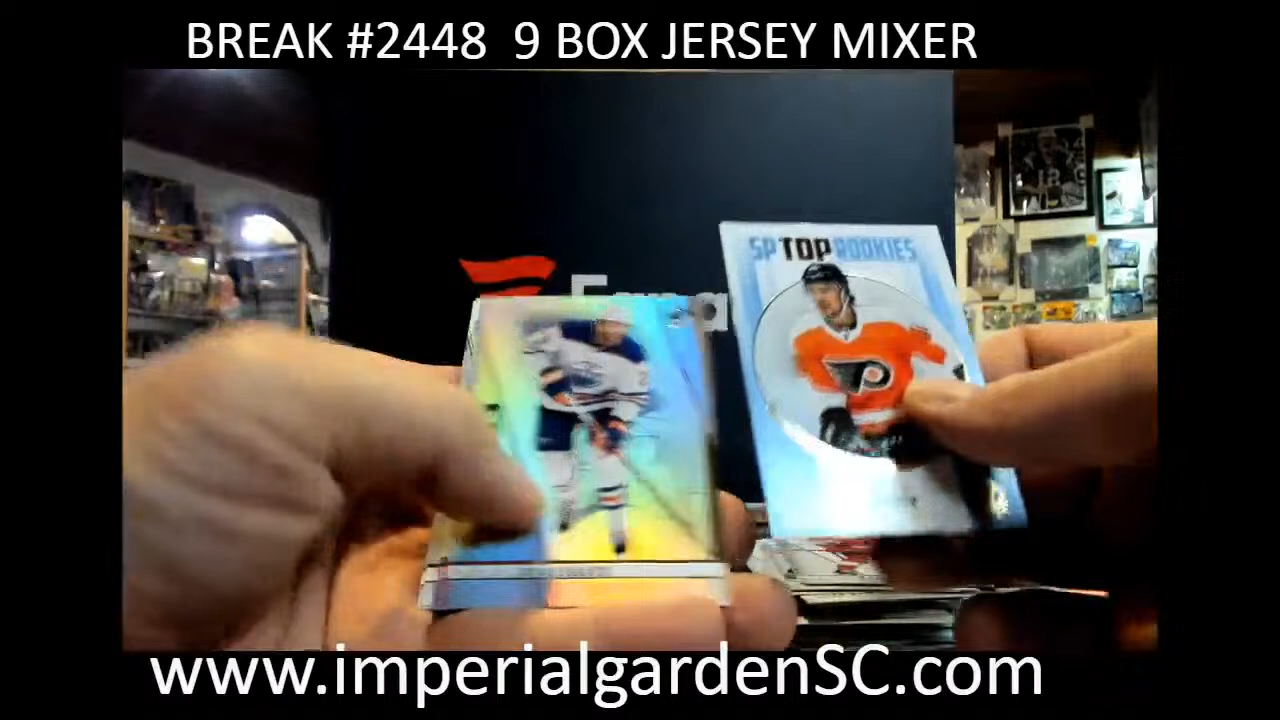 BREAK #2448 9 BOX JERSEY MIXER
SP TOP ROOKIES
www.imperialgardenSC.com